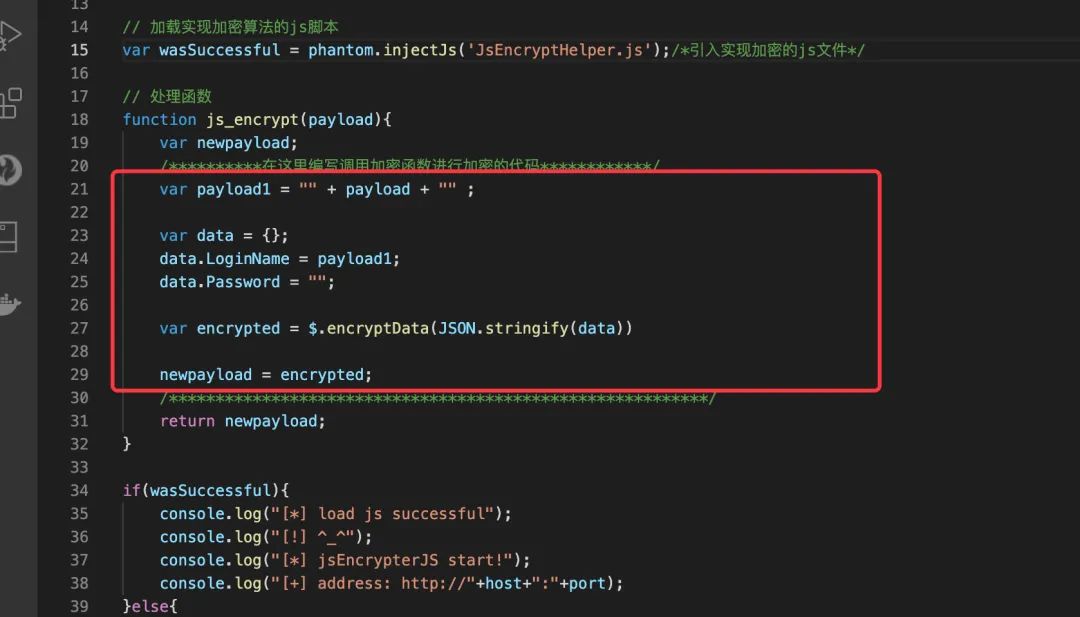 13
14 // 加载实现加密算法的js脚本
15 var wasSuccessful = phantom.injectJs('JsEncryptHelper.js');/*引入实现加密的js文件*/
16
17 // 处理函数
18 function js_encrypt(payload){
19 var newpayload;
20 /**********在这里编写调用加密函数进行加密的代码************/
21 var payload1 = "" + payload + "" ;
22
23 var data = {};
24 data.LoginName = payload1;
25 data.Password = "";
26
27 var encrypted = $.encryptData(JSON.stringify(data))
28
29 newpayload = encrypted;
30 /**********************************************************/
31 return newpayload;
32 }
33
34 if(wasSuccessful){
35 console.log("[*] load js successful");
36 console.log("[!] ^_^");
37 console.log("[*] jsEncrypterJS start!");
38 console.log("[+] address: http://"+host+":"+port);
39 }else{